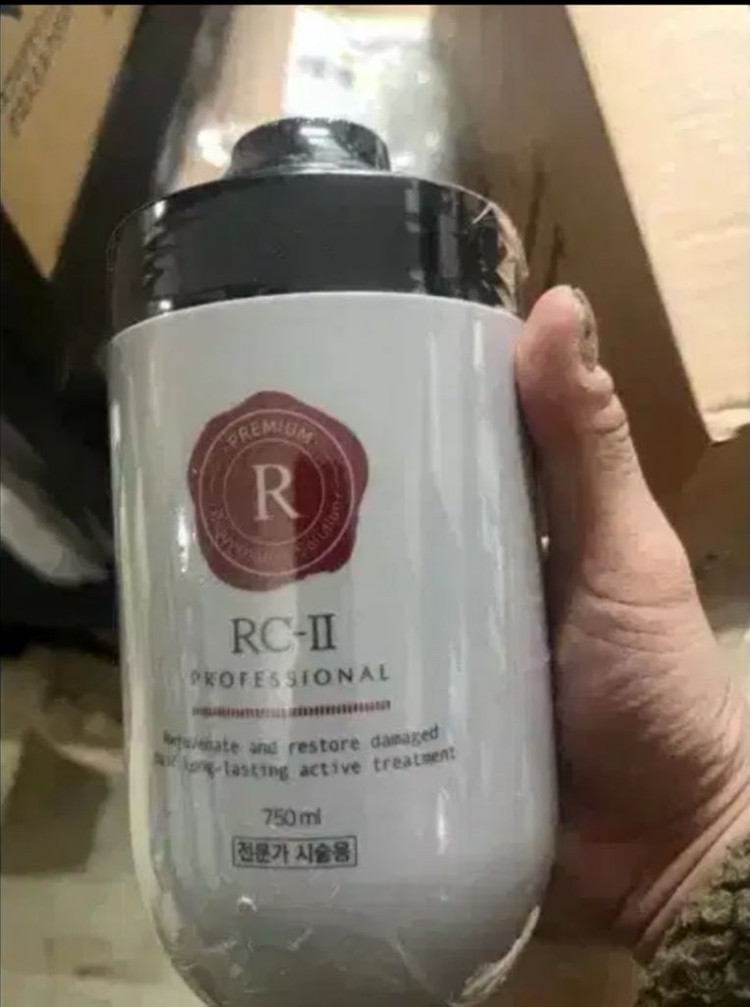 PREMIUM
R
RC-II
PROFESSIONAL
Rejuvenate and restore damaged
hair long-lasting active treatment
750ml
전문가 시술용